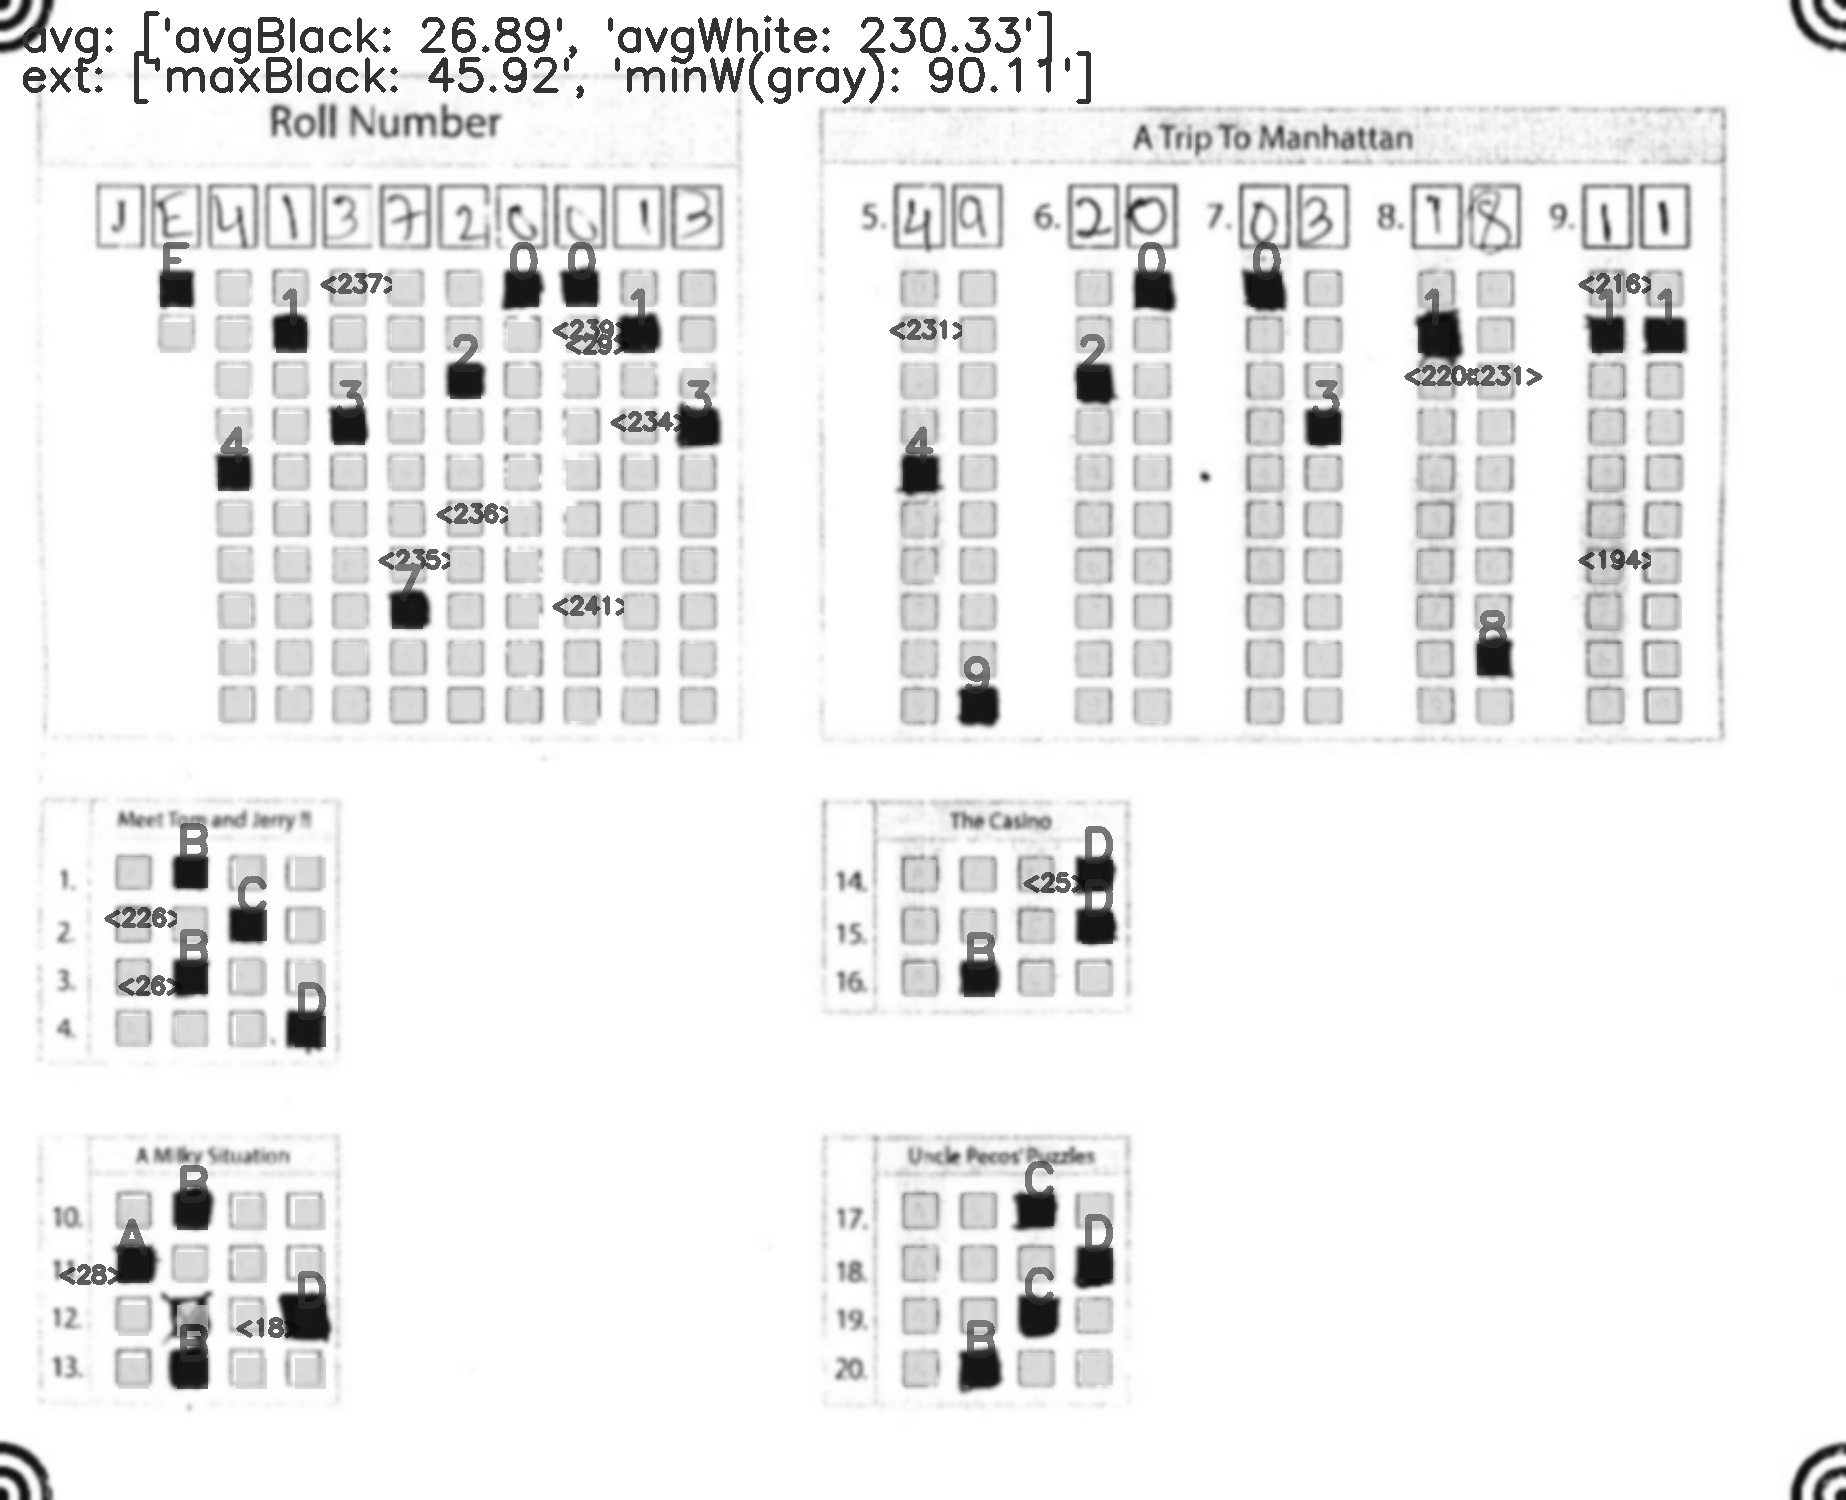 avg: ['avgBlack: 26.89', 'avgWhite: 230.33']
ext: ['maxBlack: 45.92', 'minW(gray): 90.11']
Roll Number
J E 4 1 3 7 2 0 0 1 3
E 0 0
<237>
1 1
<239>
<29>
2
3 3
<234>
4
<236>
<235>
7
<241>
A Trip To Manhattan
5. 4 9 6. 2 0 7. 0 3 8. 1 8 9. 1 1
0 0
<216>
1 1 1
<231>
2
<220> <231>
3
4
<194>
8
9
Meet Tom and Jerry !!
1. B
2. <226> C
3. <26> B
4. D
The Casino
14. <25> D
15. D
16. B
A Milky Situation
10. B
11. <28> A
12. <18> D
13. B
Uncle Pecos' Puzzles
17. C
18. D
19. C
20. B